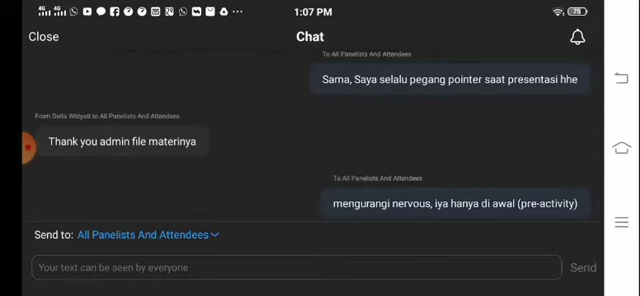 4G 4G 1:07 PM 75
Close Chat
To All Panelists And Attendees
Sama, Saya selalu pegang pointer saat presentasi hhe
From Della Widyati to All Panelists And Attendees
Thank you admin file materinya
To All Panelists And Attendees
mengurangi nervous, iya hanya di awal (pre-activity)
Send to: All Panelists And Attendees
Your text can be seen by everyone Send